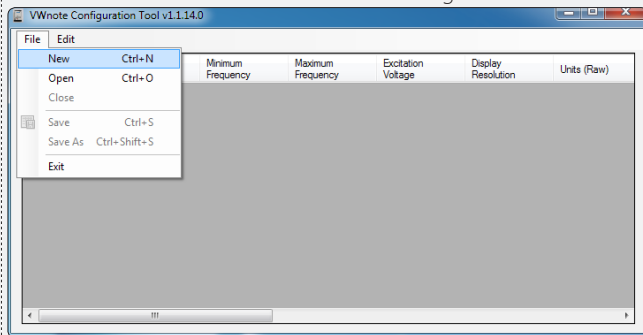 VWnote Configuration Tool v1.1.14.0
File Edit
New Ctrl+N
Open Ctrl+O
Close
Save Ctrl+S
Save As Ctrl+Shift+S
Exit
Minimum Frequency
Maximum Frequency
Excitation Voltage
Display Resolution
Units (Raw)